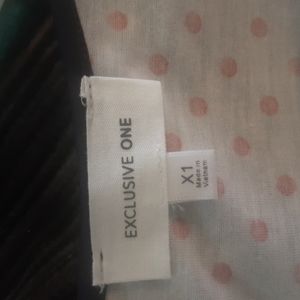 EXCLUSIVE ONE
X1
Made in
Vietnam